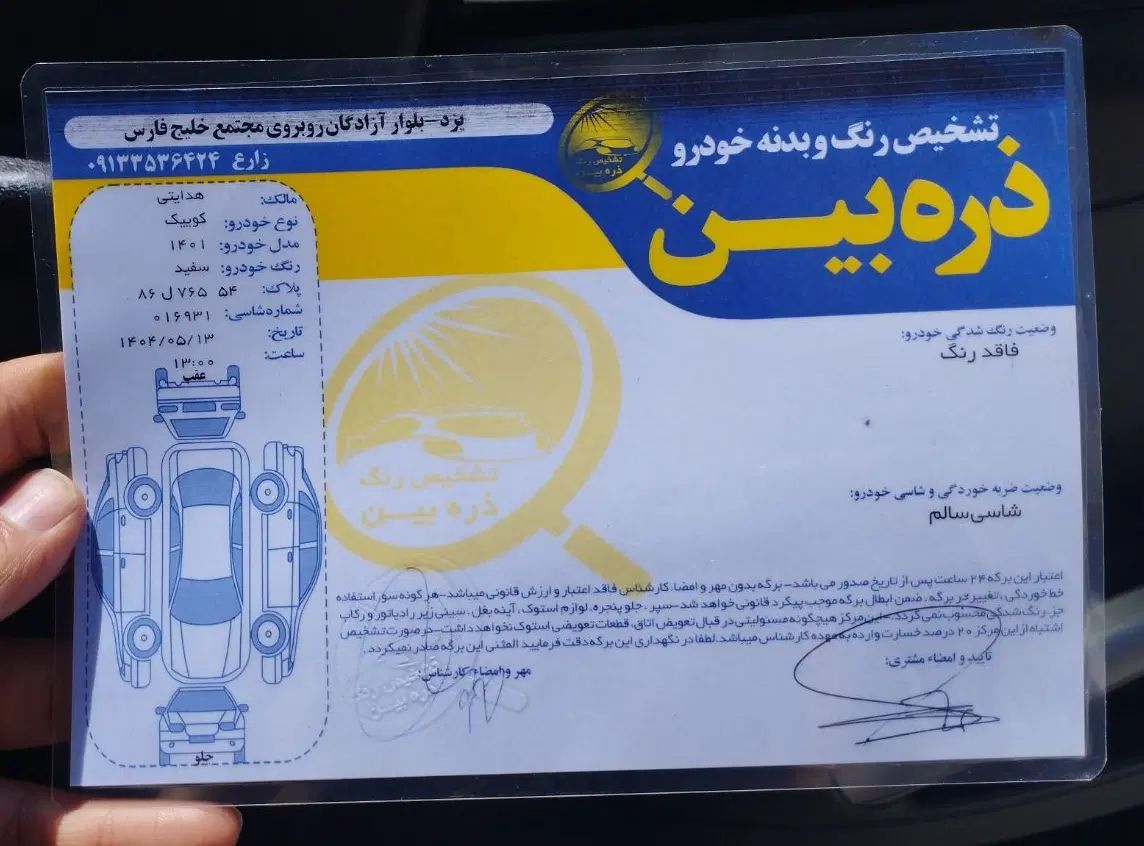 تشخیص رنگ و بدنه خودرو
ذره بین
تشخیص رنگ
ذره بین
یزد-بلوار آزادگان روبروی مجتمع خلیج فارس
زارع ۰۹۱۳۳۵۳۶۴۲۴
مالک: هدایتی
نوع خودرو: کوییک
مدل خودرو: ۱۴۰۱
رنگ خودرو: سفید
پلاک: ۵۴ ۷۶۵ ل ۸۶
شماره شاسی: ۰۱۶۹۳۱
تاریخ: ۱۴۰۴/۰۵/۱۳
ساعت: ۱۳:۰۰
عقب
جلو
وضعیت رنگ شدگی خودرو:
فاقد رنگ
تشخیص رنگ
ذره بین
وضعیت ضربه خوردگی و شاسی خودرو:
شاسی سالم
اعتبار این برگه ۲۴ ساعت پس از تاریخ صدور می باشد- برگه بدون مهر و امضا کارشناس فاقد اعتبار و ارزش قانونی میباشد-هر گونه سو استفاده
خط خوردگی، تغییر در برگه، ضمن ابطال برگه موجب پیگرد قانونی خواهد شد-سپر، جلو پنجره، لوازم استوک، آینه بغل، سینی زیر رادیاتور و رکاب
جز رنگ شدگی محسوب نمی گردد- این مرکز هیچگونه مسئولیتی در قبال تعویض اتاق، قطعات تعویضی استوک نخواهد داشت-در صورت تشخیص
اشتباه از این مرکز ۲۰ درصد خسارت وارده به عهده کارشناس میباشد.لطفا در نگهداری این برگه دقت فرمایید المثنی این برگه صادر نمیگردد.
تایید و امضاء مشتری:
مهر و امضاء کارشناس: